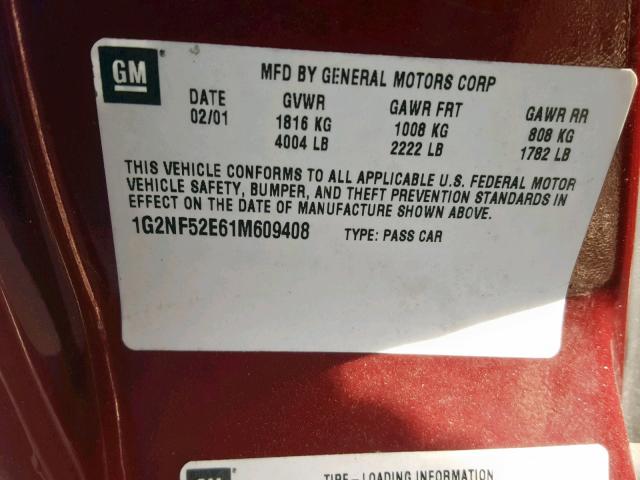 GM
MFD BY GENERAL MOTORS CORP
DATE GVWR GAWR FRT GAWR RR
02/01 1816 KG 1008 KG 808 KG
4004 LB 2222 LB 1782 LB
THIS VEHICLE CONFORMS TO ALL APPLICABLE U.S. FEDERAL MOTOR
VEHICLE SAFETY, BUMPER, AND THEFT PREVENTION STANDARDS IN
EFFECT ON THE DATE OF MANUFACTURE SHOWN ABOVE.
1G2NF52E61M609408 TYPE: PASS CAR
GM
TIRE-LOADING INFORMATION